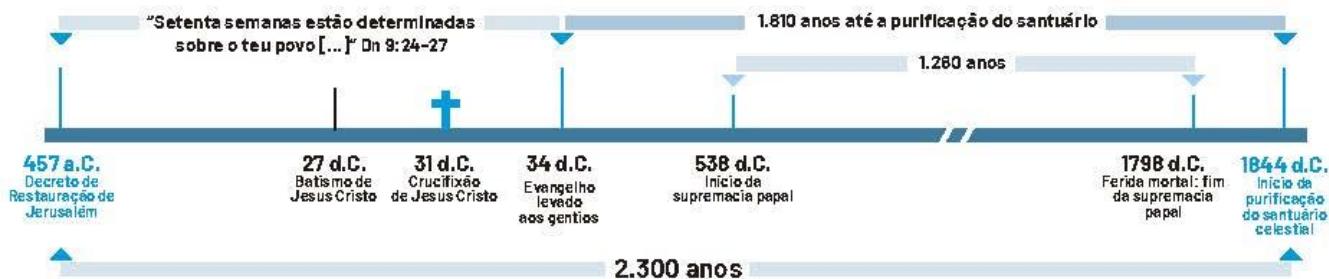 “Setenta semanas estão determinadas
sobre o teu povo [...]” Dn 9:24-27
1.810 anos até a purificação do santuário
1.260 anos
457 a.C.
Decreto de
Restauração de
Jerusalém
27 d.C.
Batismo de
Jesus Cristo
31 d.C.
Crucifixão
de Jesus Cristo
34 d.C.
Evangelho
levado
aos gentios
538 d.C.
Início da
supremacia papal
1798 d.C.
Ferida mortal: fim
da supremacia
papal
1844 d.C.
Início da
purificação
do santuário
celestial
2.300 anos